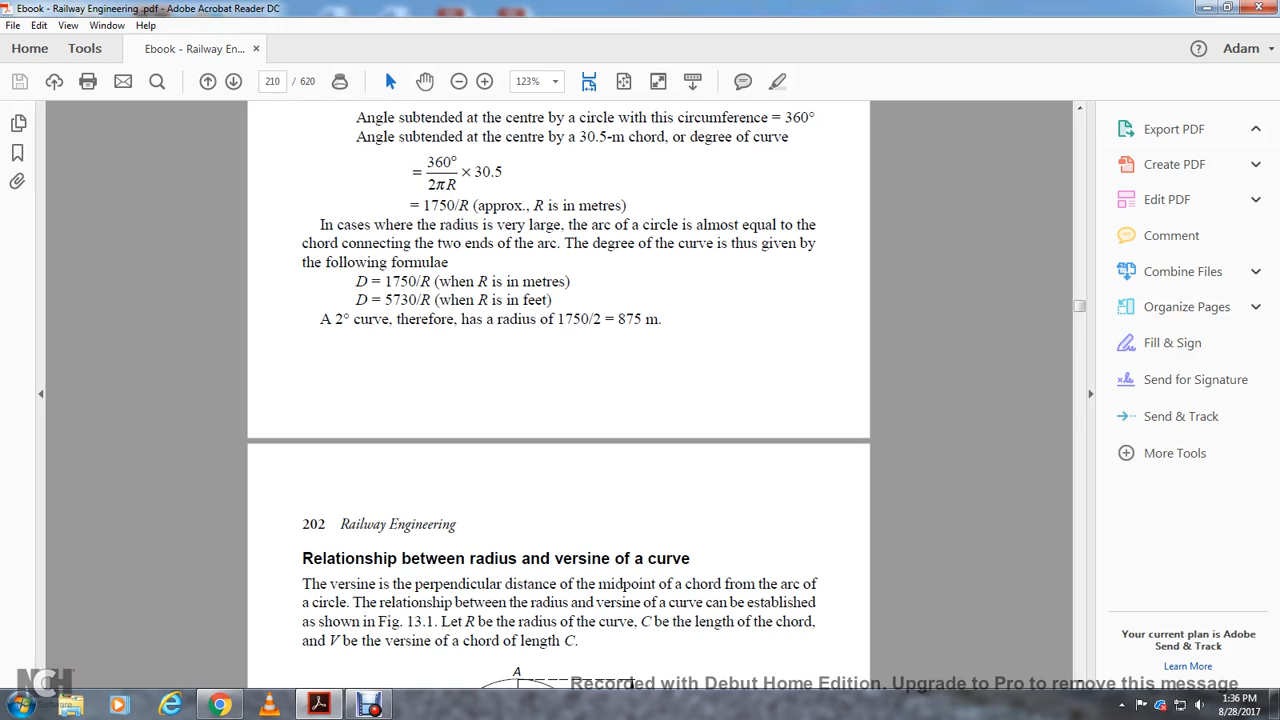 Ebook - Railway Engineering .pdf - Adobe Acrobat Reader DC
File Edit View Window Help
Home Tools Ebook - Railway En... × Adam
210 / 620 123%
Angle subtended at the centre by a circle with this circumference = 360°
Angle subtended at the centre by a 30.5-m chord, or degree of curve
= 360°/2πR × 30.5
= 1750/R (approx., R is in metres)
In cases where the radius is very large, the arc of a circle is almost equal to the
chord connecting the two ends of the arc. The degree of the curve is thus given by
the following formulae
D = 1750/R (when R is in metres)
D = 5730/R (when R is in feet)
A 2° curve, therefore, has a radius of 1750/2 = 875 m.
202 Railway Engineering
Relationship between radius and versine of a curve
The versine is the perpendicular distance of the midpoint of a chord from the arc of
a circle. The relationship between the radius and versine of a curve can be established
as shown in Fig. 13.1. Let R be the radius of the curve, C be the length of the chord,
and V be the versine of a chord of length C.
A
Export PDF
Create PDF
Edit PDF
Comment
Combine Files
Organize Pages
Fill & Sign
Send for Signature
Send & Track
More Tools
Your current plan is Adobe
Send & Track
Learn More
NCH Software
Recorded with Debut Home Edition. Upgrade to Pro to remove this message
1:36 PM
8/28/2017